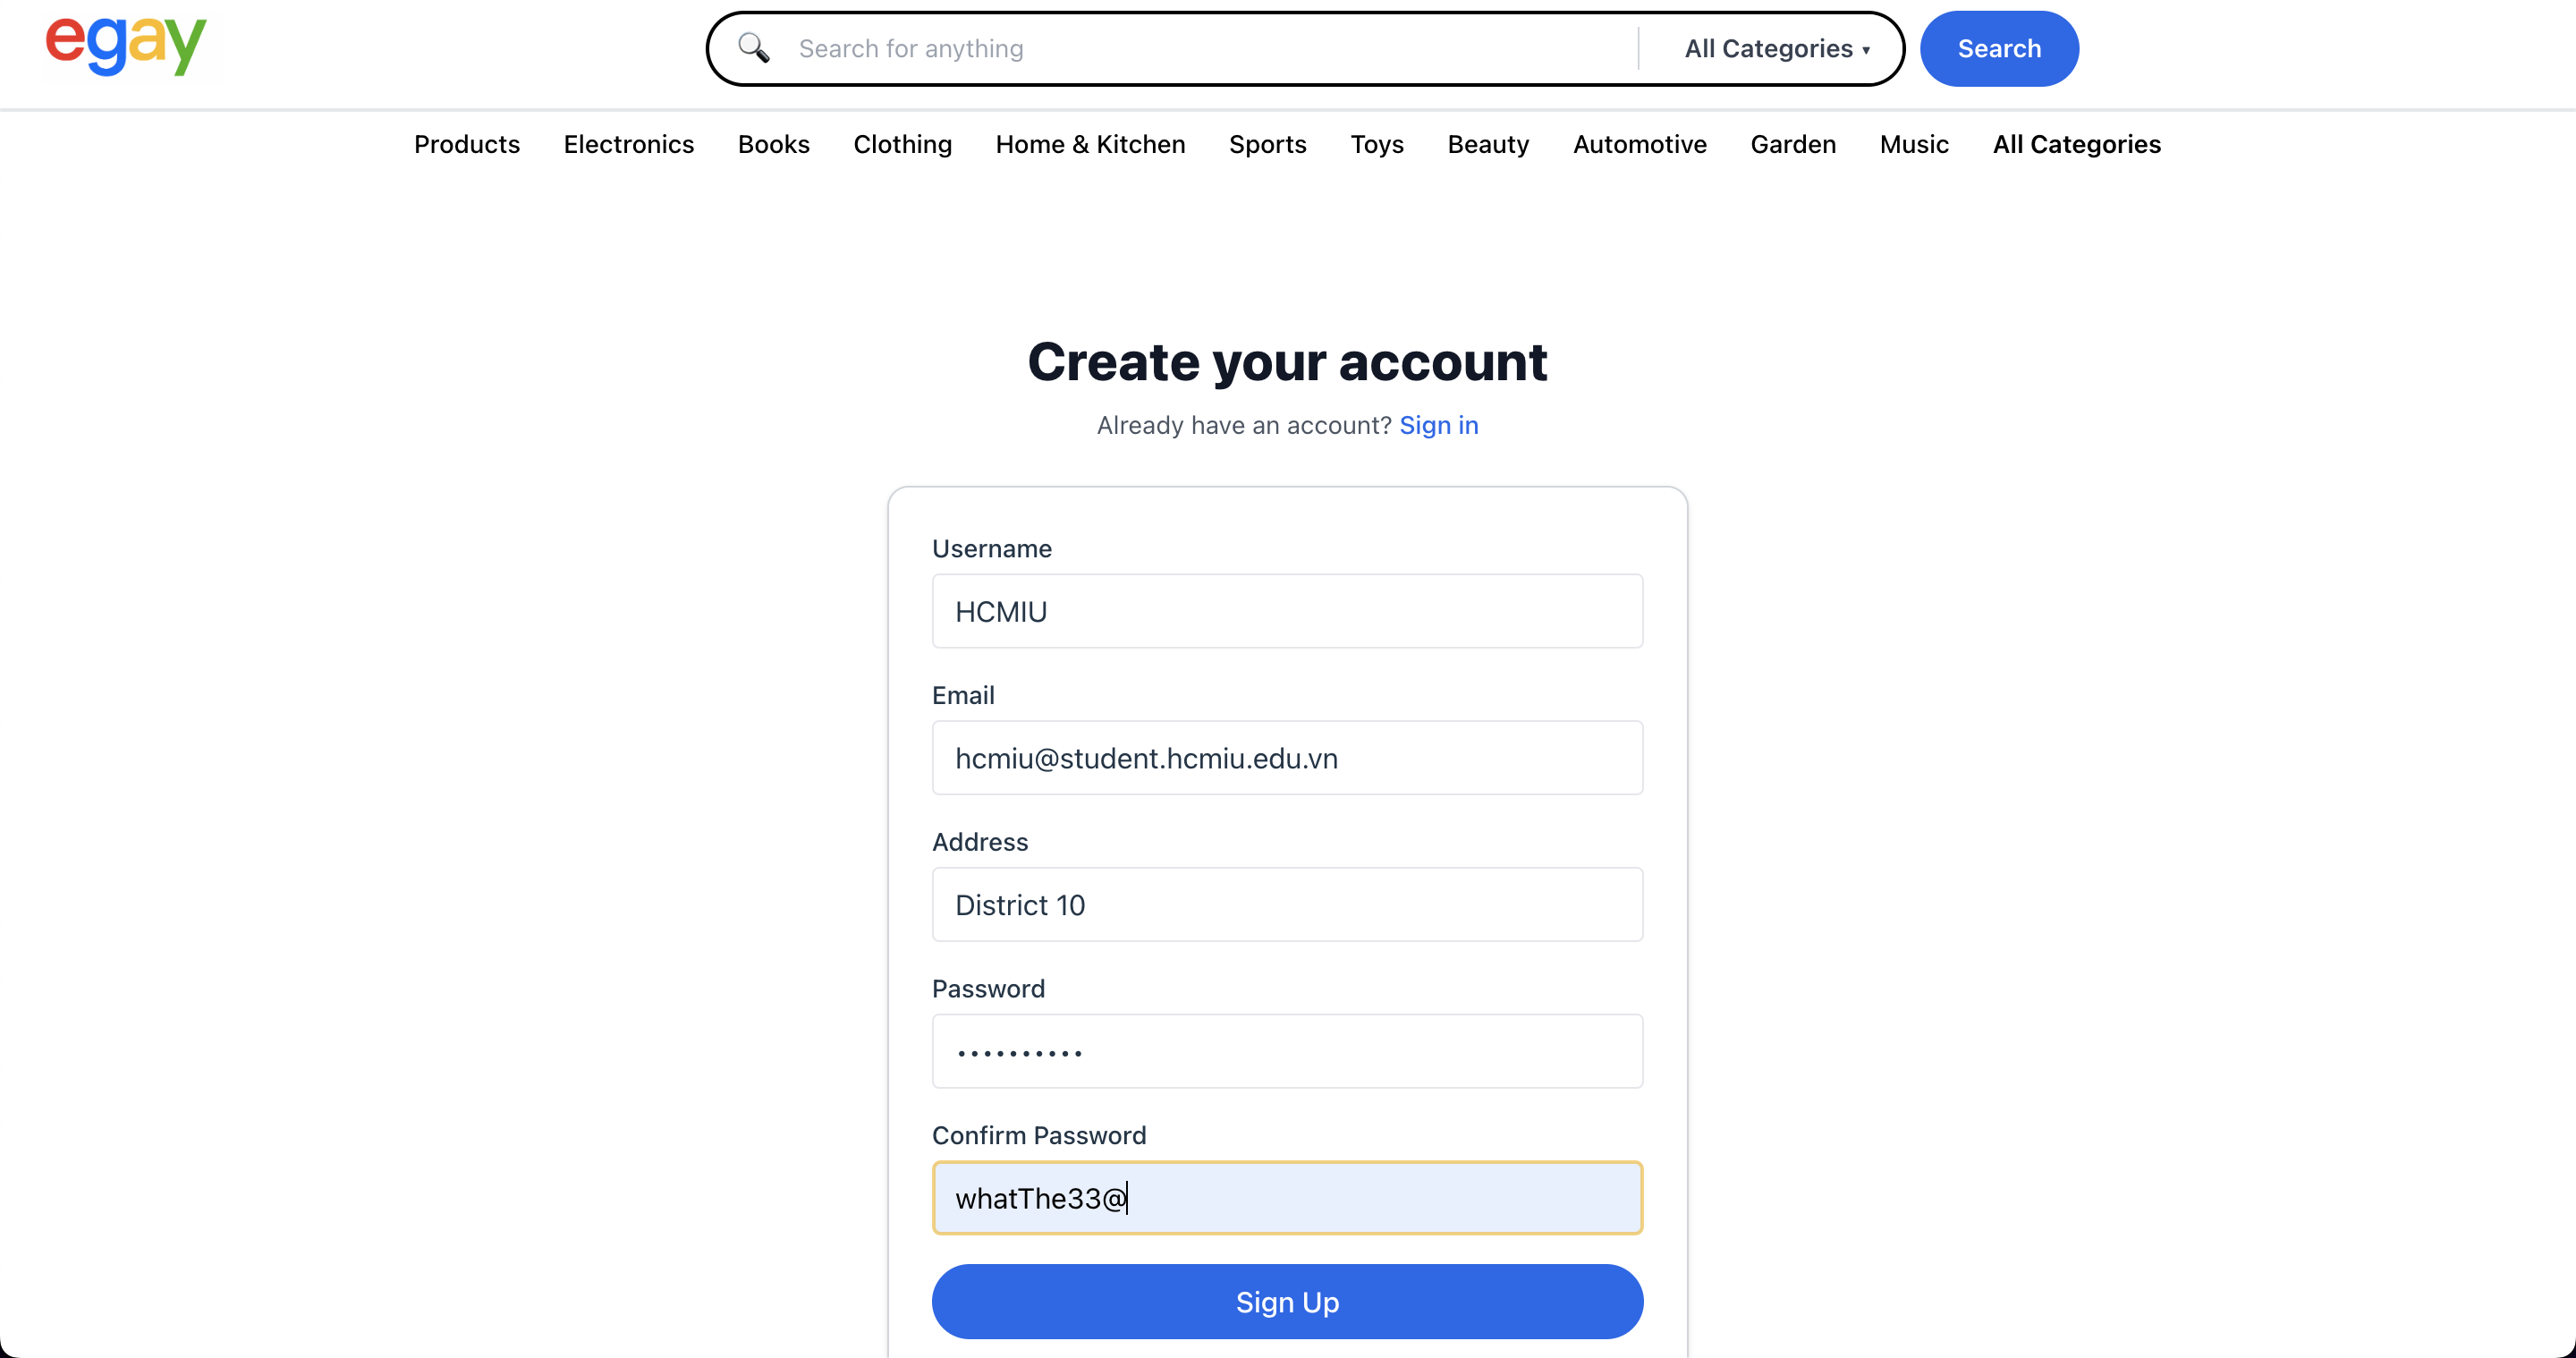 egay
Search for anything All Categories ▾ Search
Products Electronics Books Clothing Home & Kitchen Sports Toys Beauty Automotive Garden Music All Categories
Create your account
Already have an account? Sign in
Username
HCMIU
Email
hcmiu@student.hcmiu.edu.vn
Address
District 10
Password
••••••••••
Confirm Password
whatThe33@
Sign Up